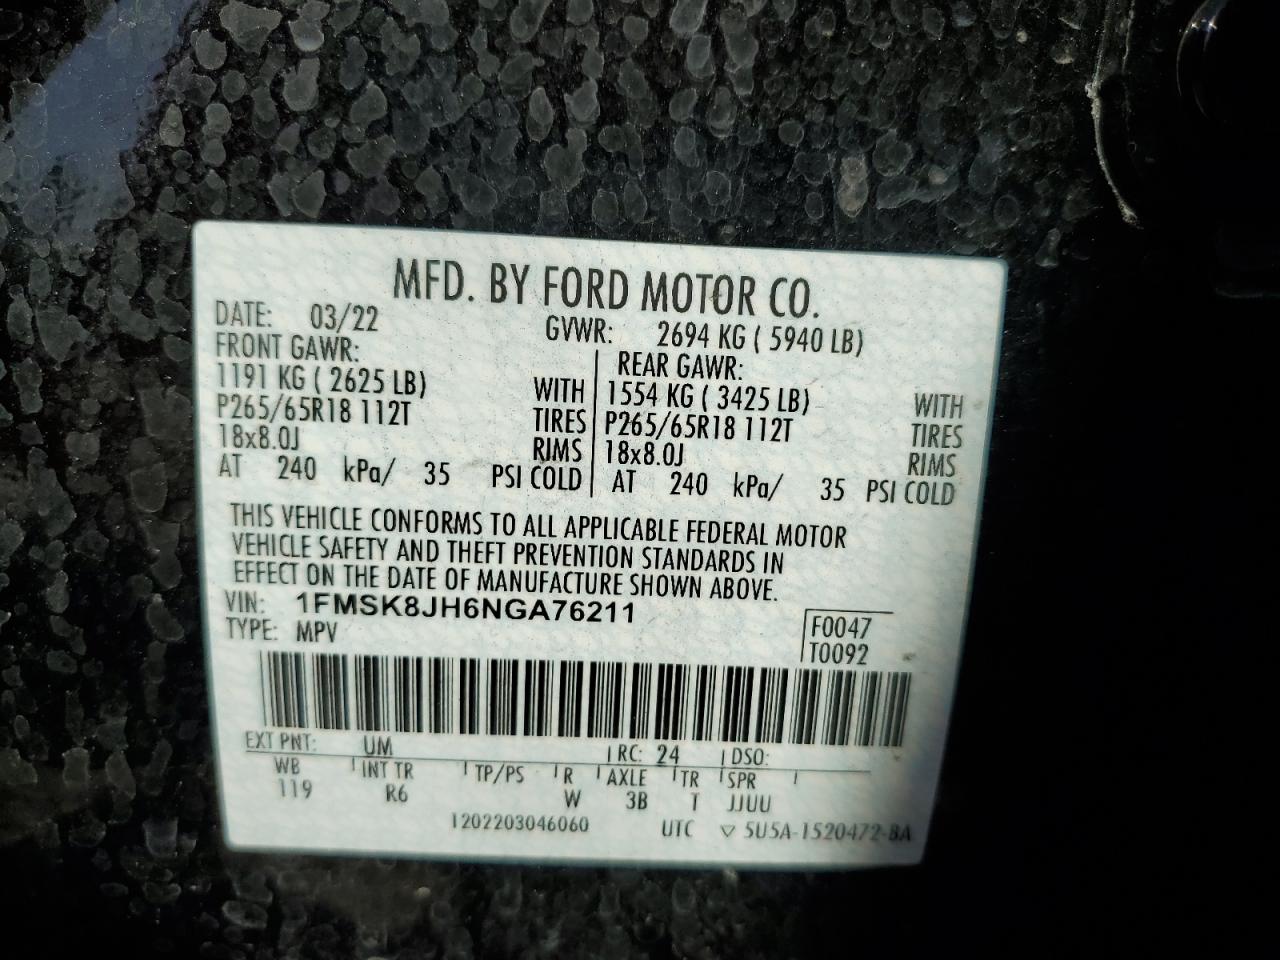 MFD. BY FORD MOTOR CO.
DATE: 03/22 GVWR: 2694 KG ( 5940 LB)
FRONT GAWR: REAR GAWR:
1191 KG ( 2625 LB) WITH 1554 KG ( 3425 LB) WITH
P265/65R18 112T TIRES P265/65R18 112T TIRES
18x8.0J RIMS 18x8.0J RIMS
AT 240 kPa/ 35 PSI COLD AT 240 kPa/ 35 PSI COLD
THIS VEHICLE CONFORMS TO ALL APPLICABLE FEDERAL MOTOR
VEHICLE SAFETY AND THEFT PREVENTION STANDARDS IN
EFFECT ON THE DATE OF MANUFACTURE SHOWN ABOVE.
VIN: 1FMSK8JH6NGA76211 F0047
TYPE: MPV T0092
EXT PNT: UM RC: 24 DSO:
WB INT TR TP/PS R AXLE TR SPR
119 R6 W 3B T JJUU
1202203046060 UTC ▽ 5U5A-1520472-BA